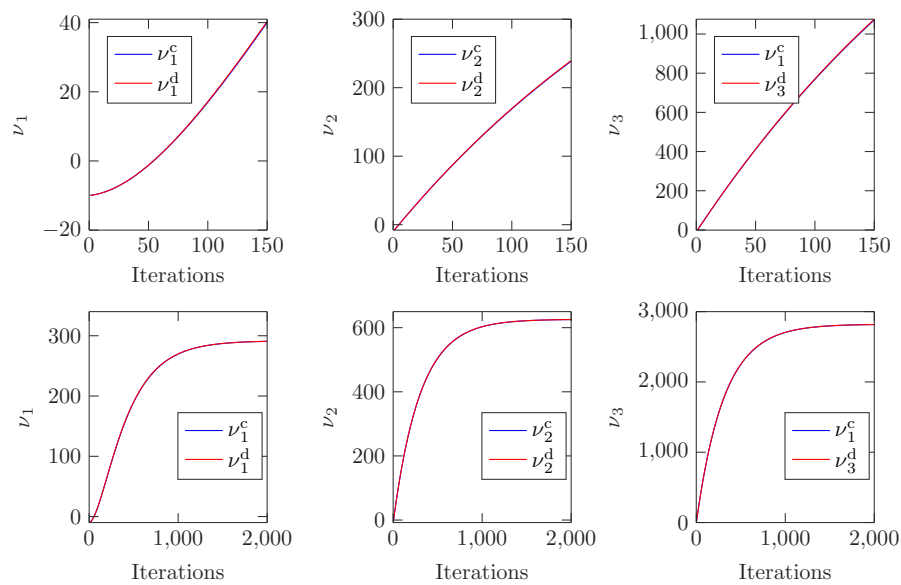 40
20
0
−20
ν₁
ν₁ᶜ
ν₁ᵈ
0 50 100 150
Iterations
300
200
100
0
ν₂
ν₂ᶜ
ν₂ᵈ
0 50 100 150
Iterations
1,000
800
600
400
200
0
ν₃
ν₁ᶜ
ν₃ᵈ
0 50 100 150
Iterations
300
200
100
0
ν₁
ν₁ᶜ
ν₁ᵈ
0 1,000 2,000
Iterations
600
400
200
0
ν₂
ν₂ᶜ
ν₂ᵈ
0 1,000 2,000
Iterations
3,000
2,000
1,000
0
ν₃
ν₁ᶜ
ν₃ᵈ
0 1,000 2,000
Iterations